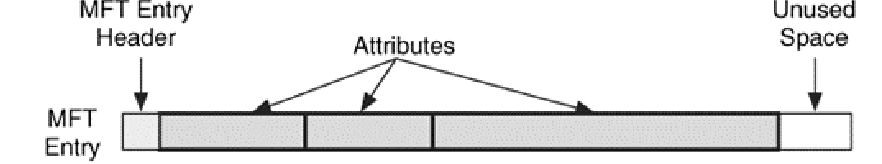 MFT Entry
Header
Attributes
Unused
Space
MFT
Entry